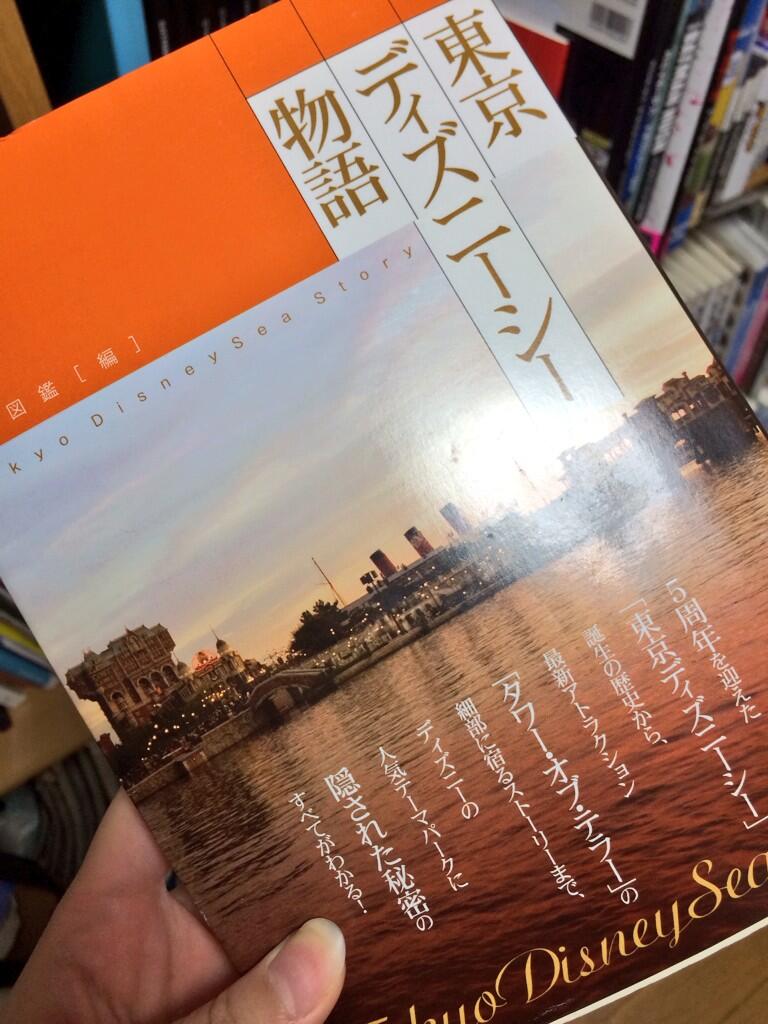 東京
ディズニーシー
物語
図鑑[編]
kyo DisneySea Story
5周年を迎えた
「東京ディズニーシー」
誕生の歴史から、
最新アトラクション
「タワー・オブ・テラー」の
細部に宿るストーリーまで、
ディズニーの
人気テーマパークに
隠された秘密の
すべてがわかる!
kyo DisneySea